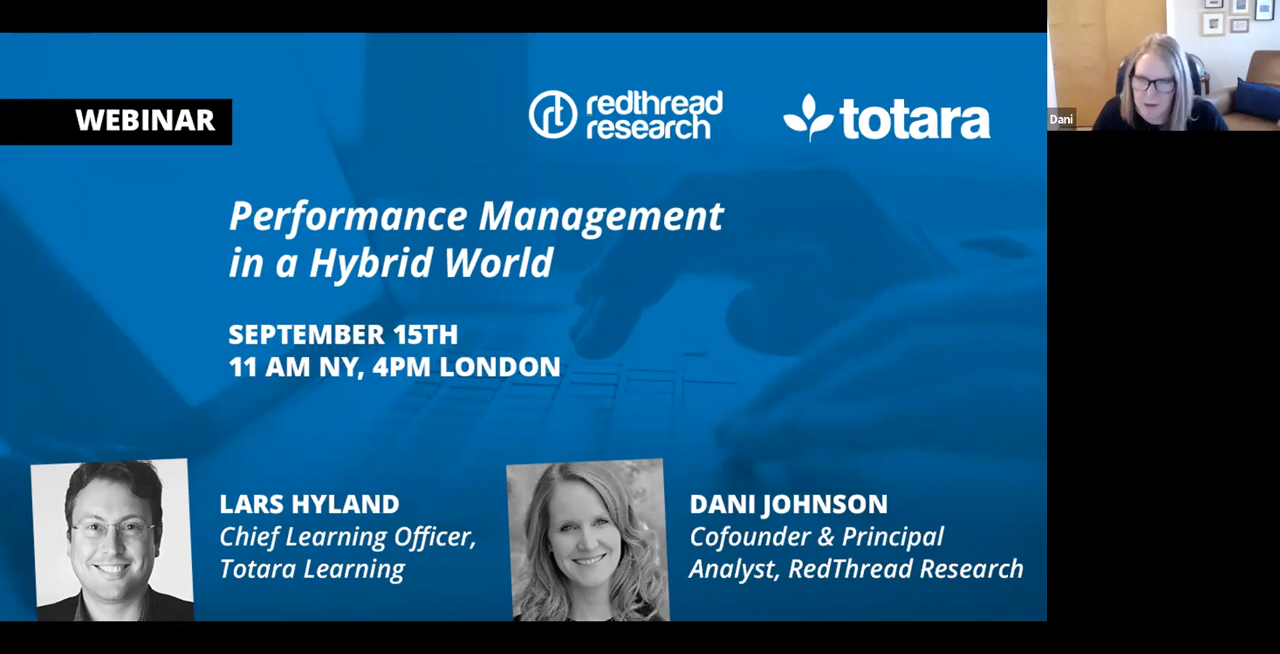 WEBINAR
redthread
research
totara
Dani
Performance Management
in a Hybrid World
SEPTEMBER 15TH
11 AM NY, 4PM LONDON
LARS HYLAND
Chief Learning Officer,
Totara Learning
DANI JOHNSON
Cofounder & Principal
Analyst, RedThread Research